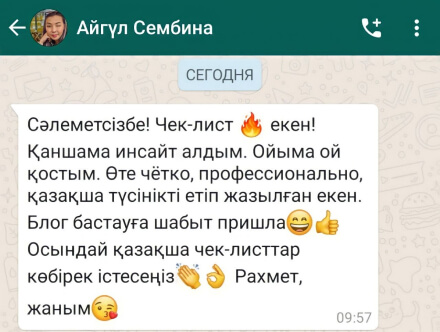 Айгүл Сембина
СЕГОДНЯ
Сәлеметсізбе! Чек-лист 🔥 екен!
Қаншама инсайт алдым. Ойыма ой
қостым. Өте чётко, профессионально,
қазақша түсінікті етіп жазылған екен.
Блог бастауға шабыт пришла😄👍
Осындай қазақша чек-листтар
көбірек істесеңіз👏👌 Рахмет,
жаным😘
09:57